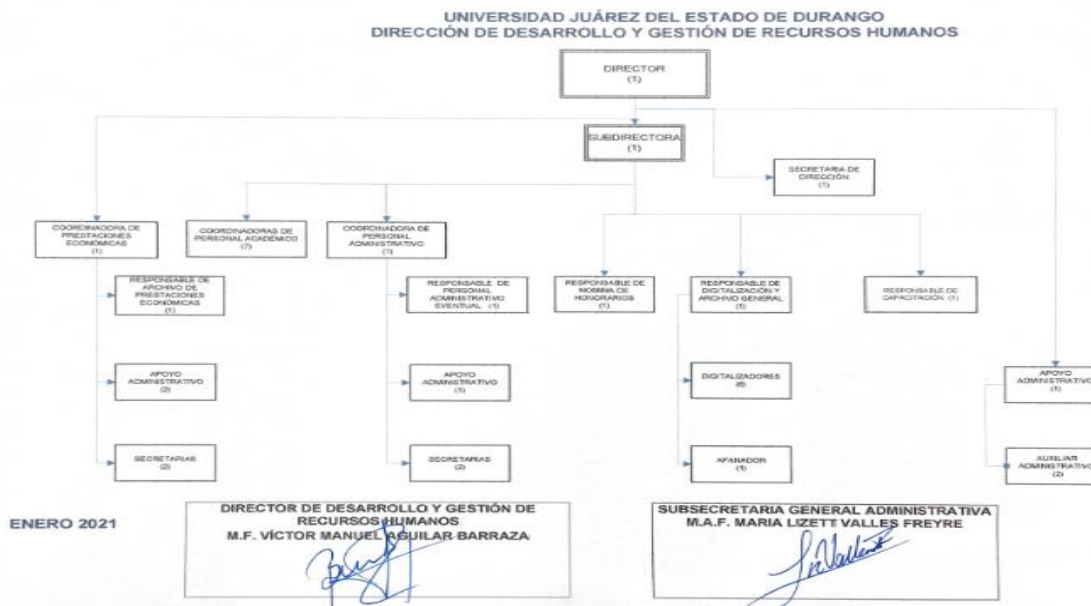 UNIVERSIDAD JUÁREZ DEL ESTADO DE DURANGO
DIRECCIÓN DE DESARROLLO Y GESTIÓN DE RECURSOS HUMANOS
DIRECTOR
(1)
SUBDIRECTORA
(1)
SECRETARIA DE
DIRECCIÓN
(1)
COORDINADORA DE
PRESTACIONES
ECONÓMICAS
(1)
COORDINADORAS DE
PERSONAL ACADÉMICO
(7)
COORDINADORA DE
PERSONAL
ADMINISTRATIVO
(1)
RESPONSABLE DE
ARCHIVO DE
PRESTACIONES
ECONÓMICAS
(1)
RESPONSABLE DE
PERSONAL
ADMINISTRATIVO
EVENTUAL (1)
RESPONSABLE DE
NOMINA DE
HONORARIOS
(1)
RESPONSABLE DE
DIGITALIZACIÓN Y
ARCHIVO GENERAL
(1)
RESPONSABLE DE
CAPACITACIÓN (1)
APOYO
ADMINISTRATIVO
(2)
APOYO
ADMINISTRATIVO
(1)
DIGITALIZADORES
(6)
APOYO
ADMINISTRATIVO
(1)
SECRETARIAS
(2)
SECRETARIAS
(2)
AFANADOR
(1)
AUXILIAR
ADMINISTRATIVO
(2)
ENERO 2021
DIRECTOR DE DESARROLLO Y GESTIÓN DE
RECURSOS HUMANOS
M.F. VÍCTOR MANUEL AGUILAR BARRAZA
SUBSECRETARIA GENERAL ADMINISTRATIVA
M.A.F. MARIA LIZETT VALLES FREYRE